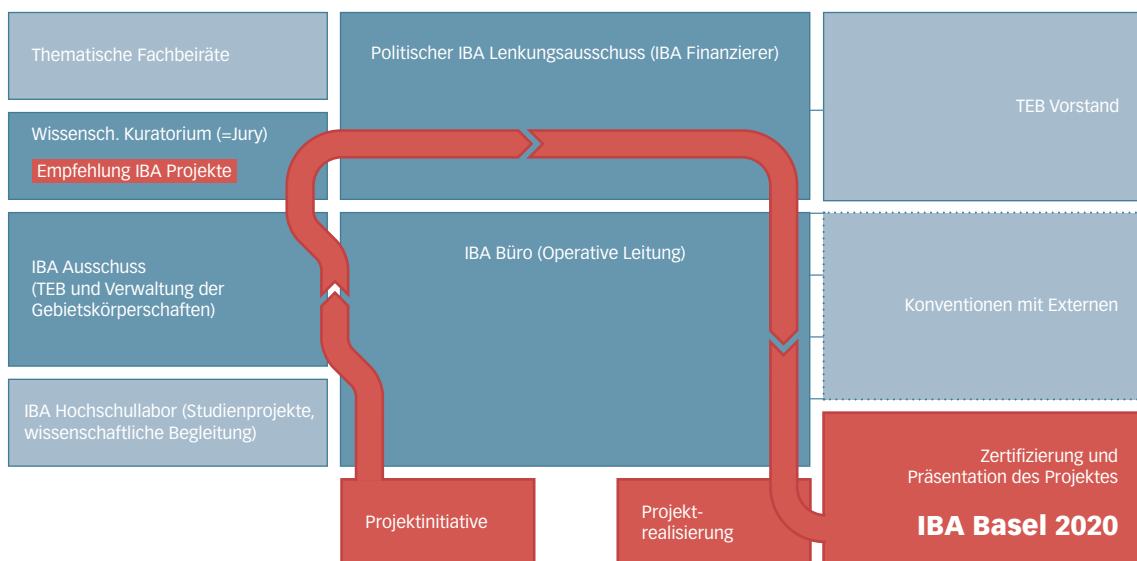 Thematische Fachbeiräte
Politischer IBA Lenkungsausschuss (IBA Finanzierer)
TEB Vorstand
Wissensch. Kuratorium (=Jury)
Empfehlung IBA Projekte
IBA Ausschuss
(TEB und Verwaltung der
Gebietskörperschaften)
IBA Büro (Operative Leitung)
Konventionen mit Externen
IBA Hochschullabor (Studienprojekte,
wissenschaftliche Begleitung)
Projektinitiative
Projekt-
realisierung
Zertifizierung und
Präsentation des Projektes
IBA Basel 2020